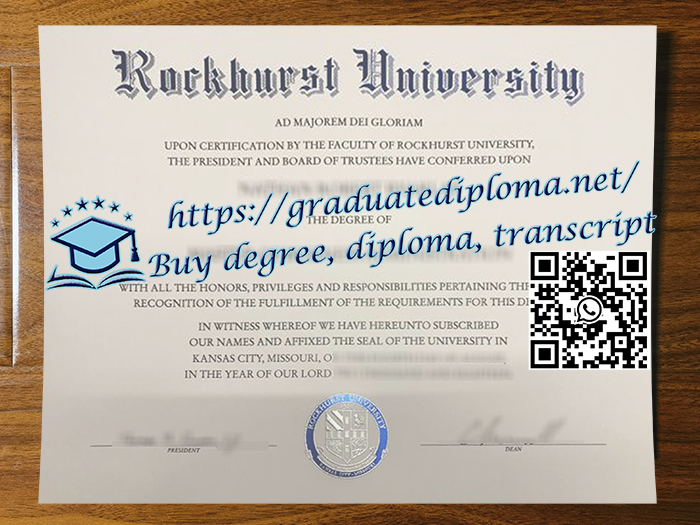 Rockhurst University
AD MAJOREM DEI GLORIAM
UPON CERTIFICATION BY THE FACULTY OF ROCKHURST UNIVERSITY,
THE PRESIDENT AND BOARD OF TRUSTEES HAVE CONFERRED UPON
https://graduatediploma.net/
THE DEGREE OF
Buy degree, diploma, transcript
WITH ALL THE HONORS, PRIVILEGES AND RESPONSIBILITIES PERTAINING
RECOGNITION OF THE FULFILLMENT OF THE REQUIREMENTS FOR THIS
IN WITNESS WHEREOF WE HAVE HEREUNTO SUBSCRIBED
OUR NAMES AND AFFIXED THE SEAL OF THE UNIVERSITY IN
KANSAS CITY, MISSOURI,
IN THE YEAR OF OUR LORD
ROCKHURST UNIVERSITY
PRESIDENT
DEAN